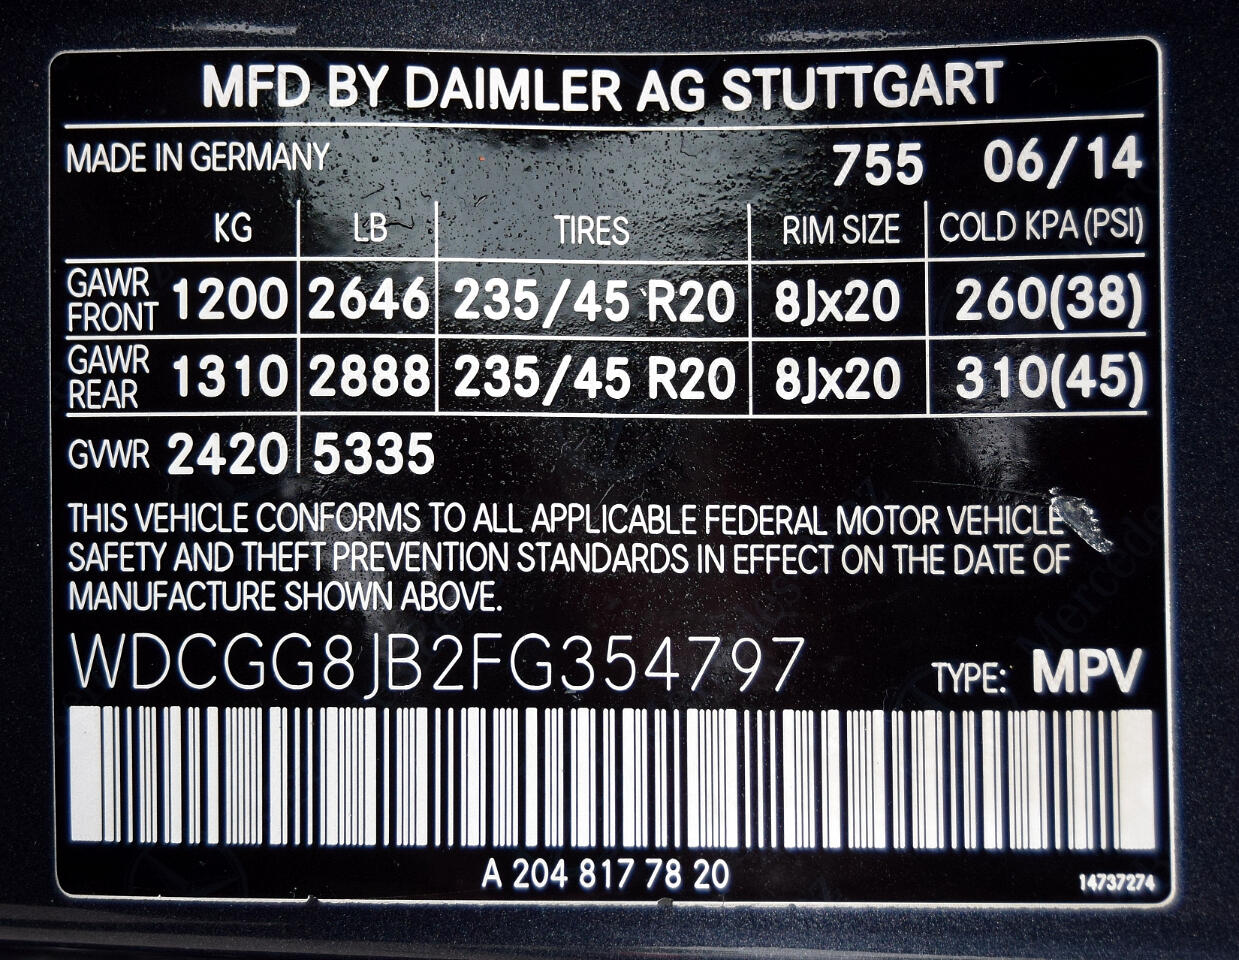 MFD BY DAIMLER AG STUTTGART
MADE IN GERMANY 755 06/14
KG LB TIRES RIM SIZE COLD KPA (PSI)
GAWR FRONT 1200 2646 235/45 R20 8Jx20 260(38)
GAWR REAR 1310 2888 235/45 R20 8Jx20 310(45)
GVWR 2420 5335
THIS VEHICLE CONFORMS TO ALL APPLICABLE FEDERAL MOTOR VEHICLE
SAFETY AND THEFT PREVENTION STANDARDS IN EFFECT ON THE DATE OF
MANUFACTURE SHOWN ABOVE.
WDCGG8JB2FG354797 TYPE: MPV
A 204 817 78 20 14737274